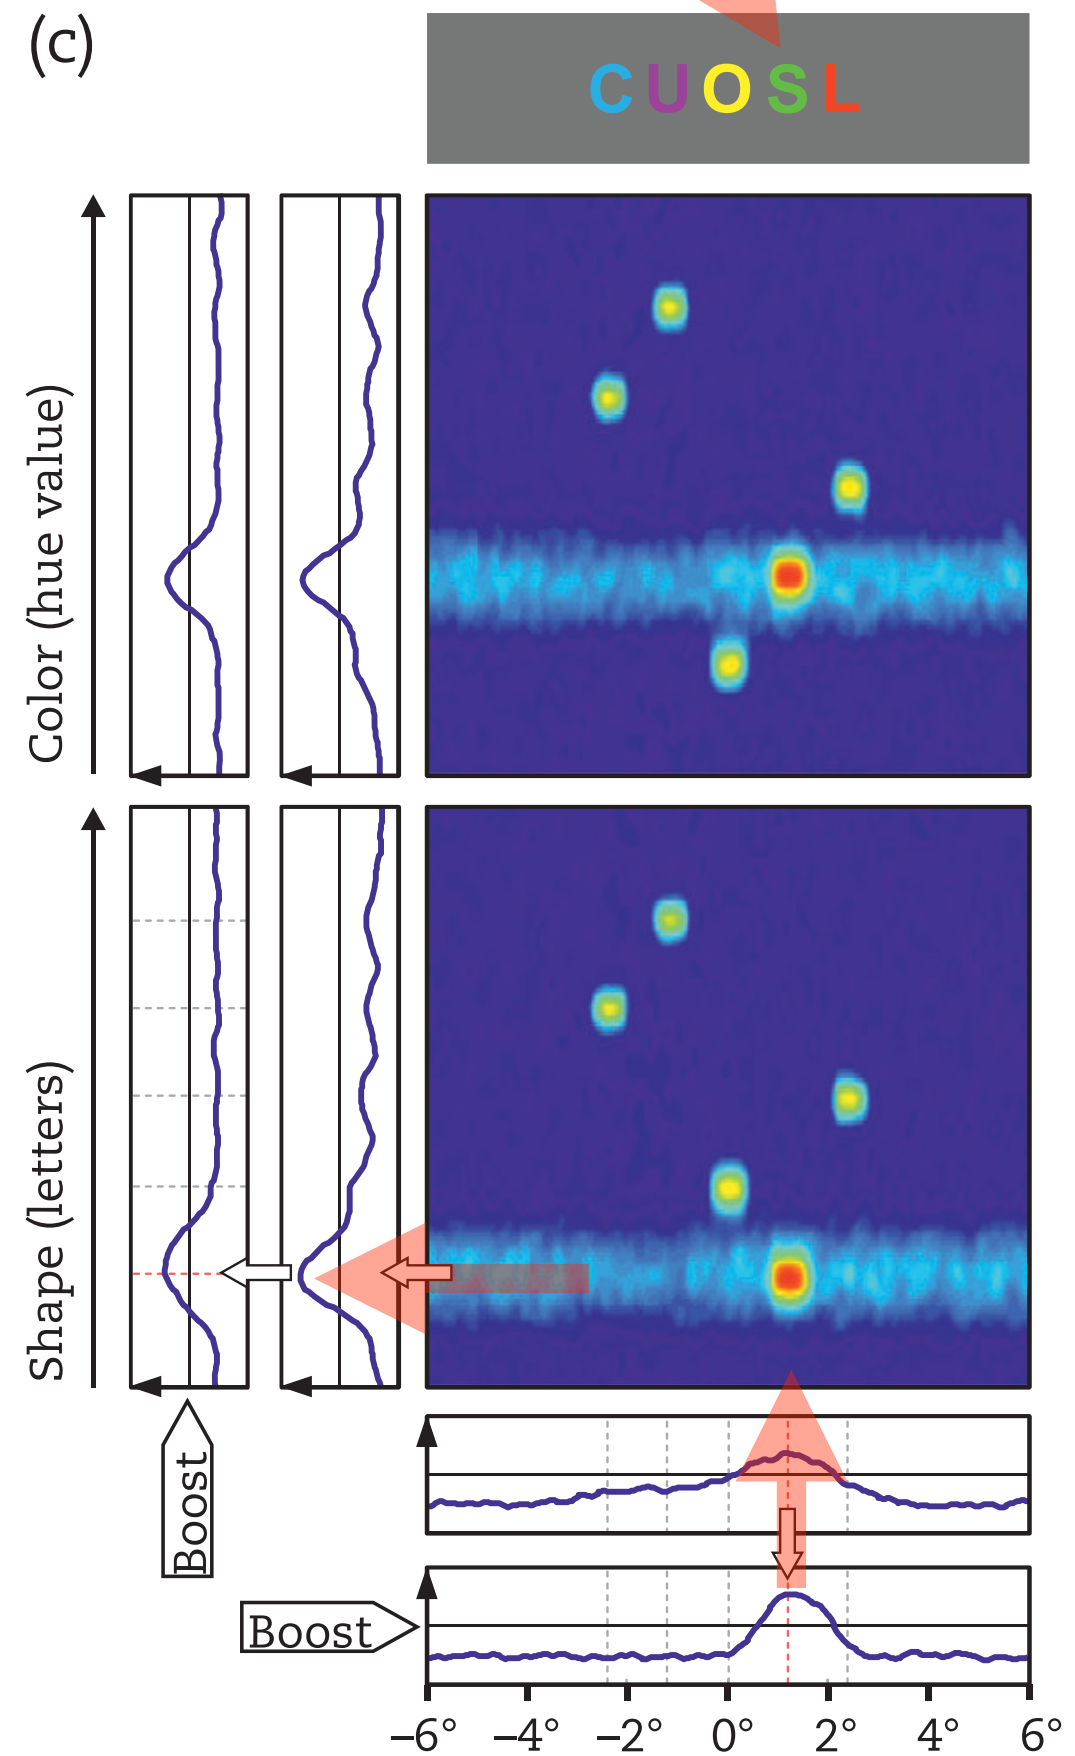 (c)
CUOSL
Color (hue value)
Shape (letters)
Boost
Boost
–6° –4° –2° 0° 2° 4° 6°